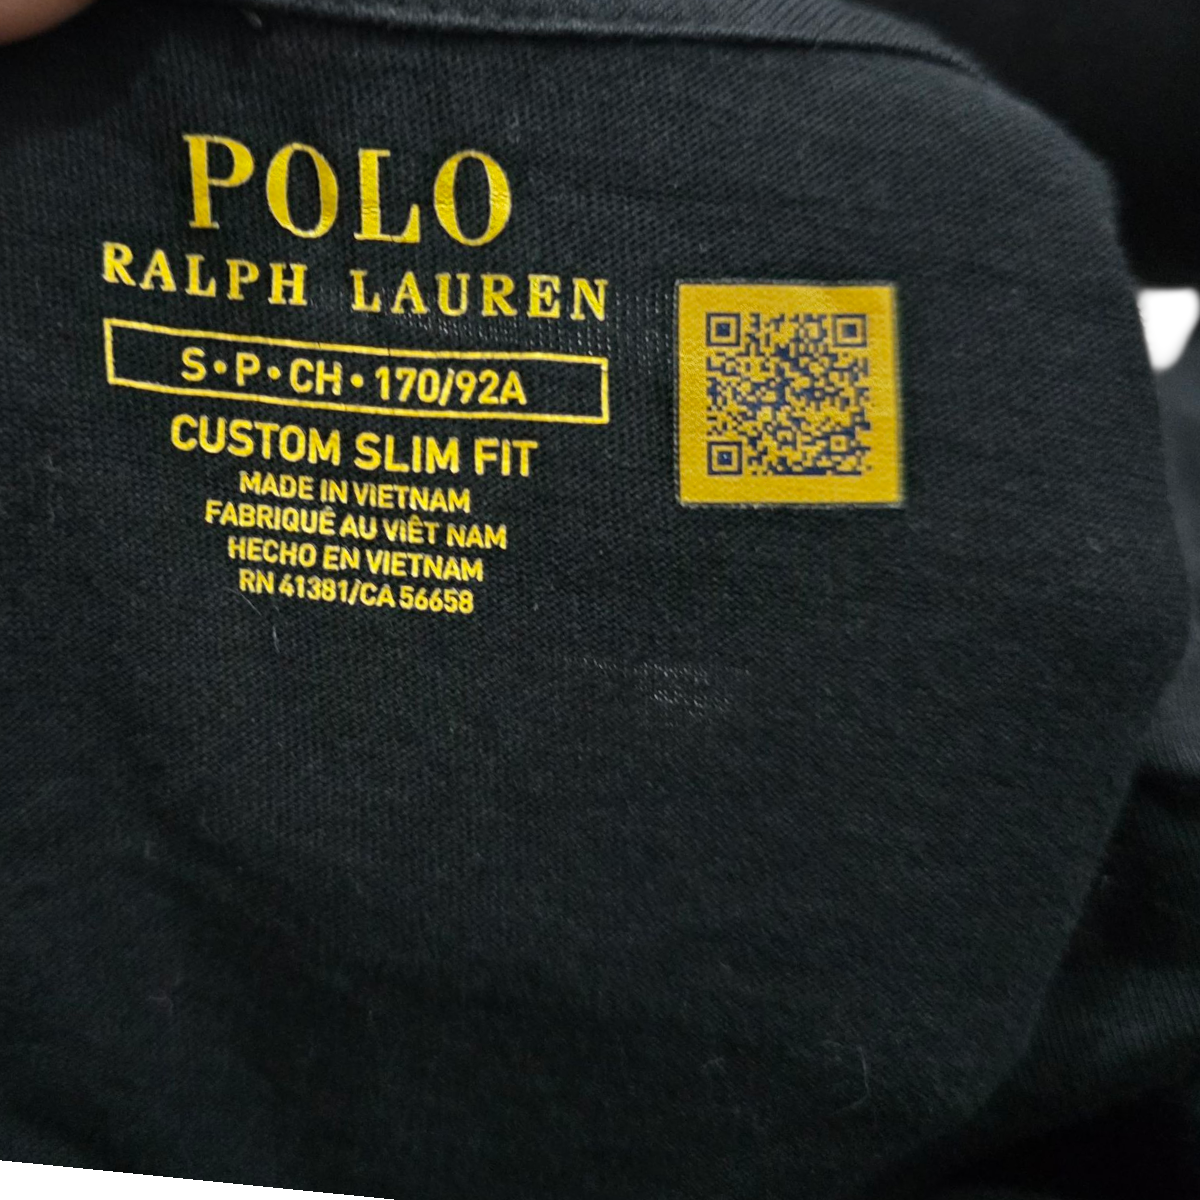 POLO
RALPH LAUREN
S•P•CH•170/92A
CUSTOM SLIM FIT
MADE IN VIETNAM
FABRIQUÉ AU VIÊT NAM
HECHO EN VIETNAM
RN 41381/CA 56658